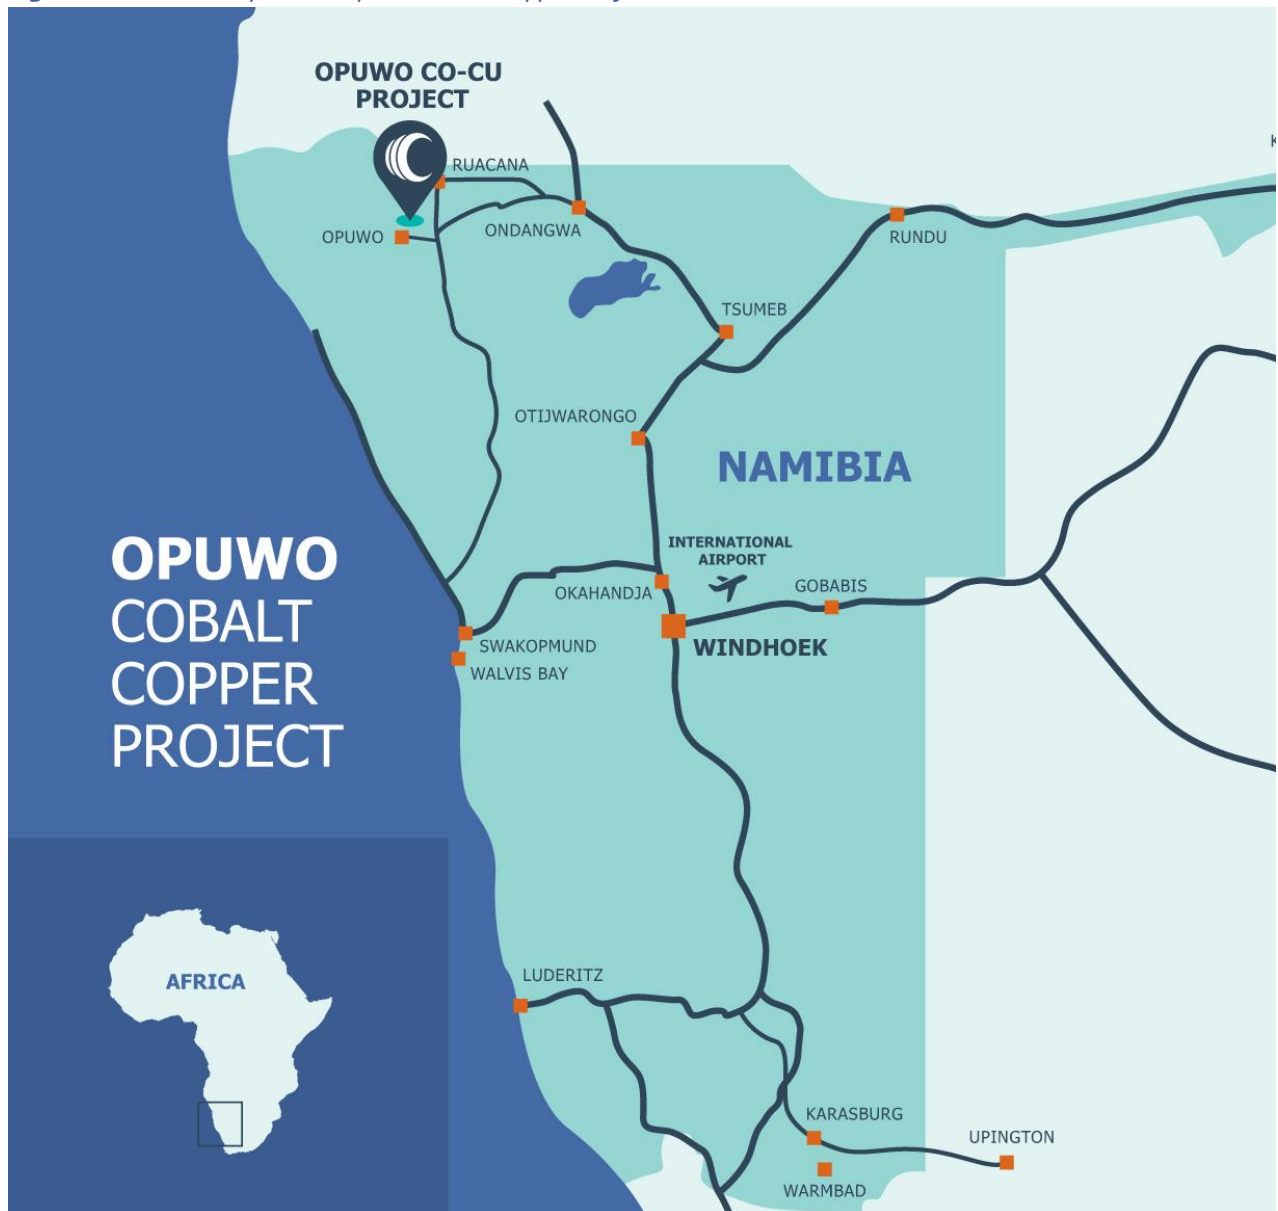 OPUWO CO-CU
PROJECT
K
RUACANA
OPUWO
ONDANGWA
RUNDU
TSUMEB
OTIJWARONGO
NAMIBIA
INTERNATIONAL
AIRPORT
OKAHANDJA
GOBABIS
OPUWO
COBALT
COPPER
PROJECT
SWAKOPMUND
WINDHOEK
WALVIS BAY
LUDERITZ
AFRICA
KARASBURG
UPINGTON
WARMBAD